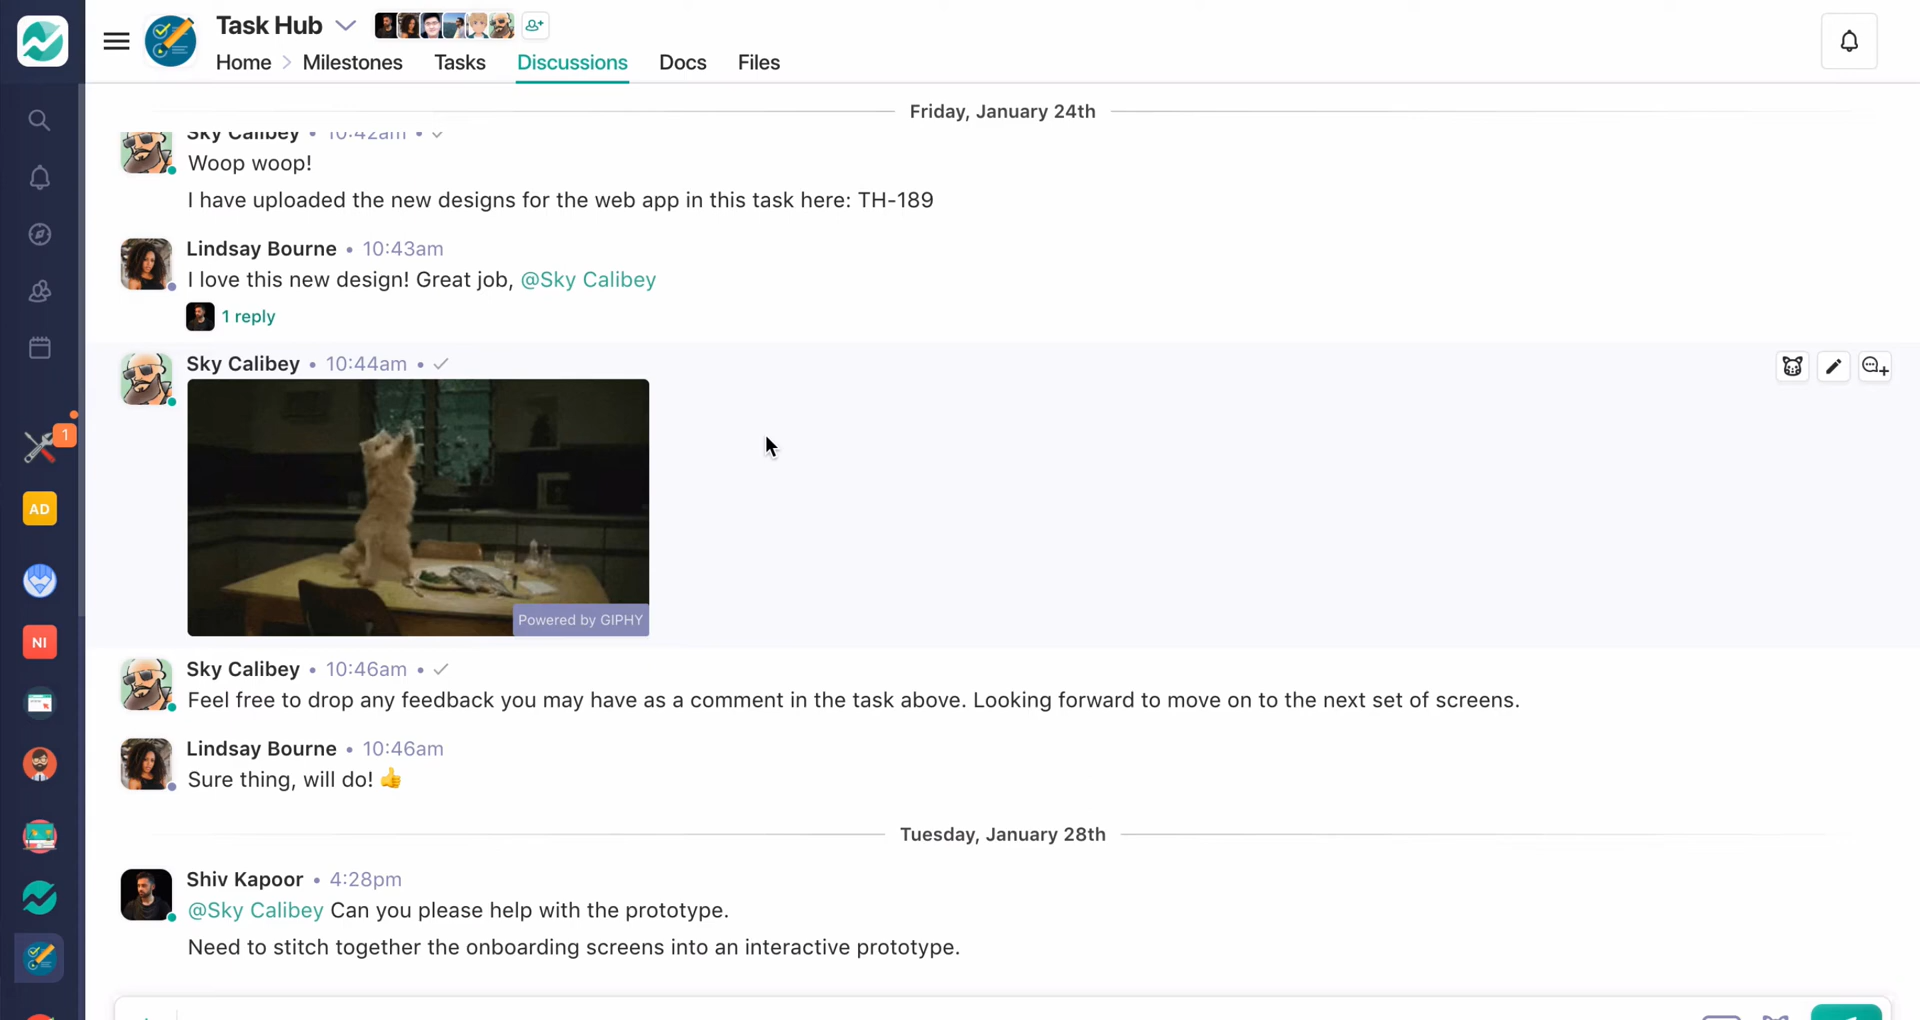 Task Hub
Home Milestones Tasks Discussions Docs Files
Friday, January 24th
Sky Calibey • 10:42am •
Woop woop!
I have uploaded the new designs for the web app in this task here: TH-189
Lindsay Bourne • 10:43am
I love this new design! Great job, @Sky Calibey
1 reply
Sky Calibey • 10:44am •
Powered by GIPHY
1
AD
NI
Sky Calibey • 10:46am •
Feel free to drop any feedback you may have as a comment in the task above. Looking forward to move on to the next set of screens.
Lindsay Bourne • 10:46am
Sure thing, will do! 👍
Tuesday, January 28th
Shiv Kapoor • 4:28pm
@Sky Calibey Can you please help with the prototype.
Need to stitch together the onboarding screens into an interactive prototype.